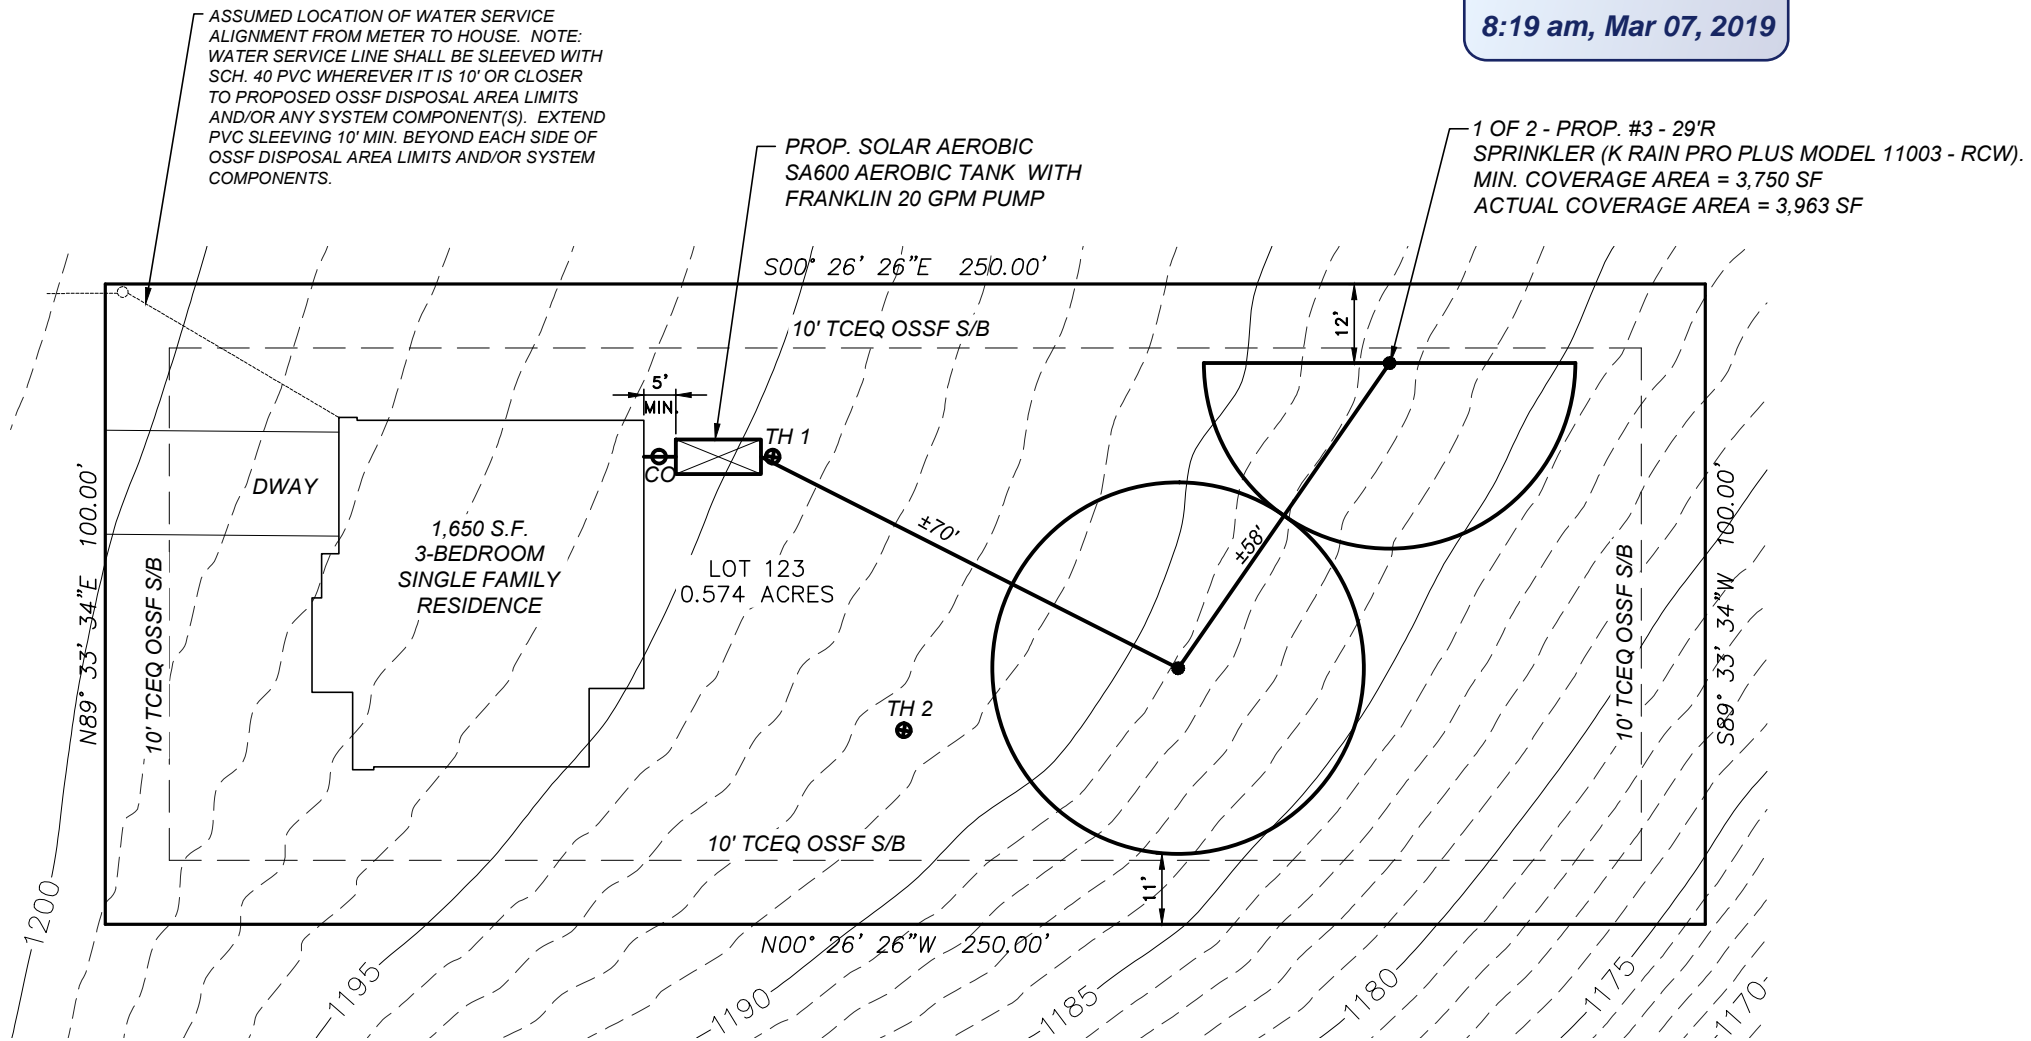 ASSUMED LOCATION OF WATER SERVICE
ALIGNMENT FROM METER TO HOUSE.  NOTE:
WATER SERVICE LINE SHALL BE SLEEVED WITH
SCH. 40 PVC WHEREVER IT IS 10' OR CLOSER
TO PROPOSED OSSF DISPOSAL AREA LIMITS
AND/OR ANY SYSTEM COMPONENT(S).  EXTEND
PVC SLEEVING 10' MIN. BEYOND EACH SIDE OF
OSSF DISPOSAL AREA LIMITS AND/OR SYSTEM
COMPONENTS.
8:19 am, Mar 07, 2019
PROP. SOLAR AEROBIC
SA600 AEROBIC TANK  WITH
FRANKLIN 20 GPM PUMP
1 OF 2 - PROP. #3 - 29'R
SPRINKLER (K RAIN PRO PLUS MODEL 11003 - RCW).
MIN. COVERAGE AREA = 3,750 SF
ACTUAL COVERAGE AREA = 3,963 SF
S00° 26' 26"E   250.00'
10' TCEQ OSSF S/B
12'
5'
MIN.
TH 1
CO
DWAY
1,650 S.F.
3-BEDROOM
SINGLE FAMILY
RESIDENCE
LOT 123
0.574 ACRES
±70'
±58'
TH 2
N89° 33' 34"E   100.00'
10' TCEQ OSSF S/B
10' TCEQ OSSF S/B
S89° 33' 34"W   100.00'
10' TCEQ OSSF S/B
11'
N00° 26' 26"W   250.00'
1200
1195
1190
1185
1180
1175
1170